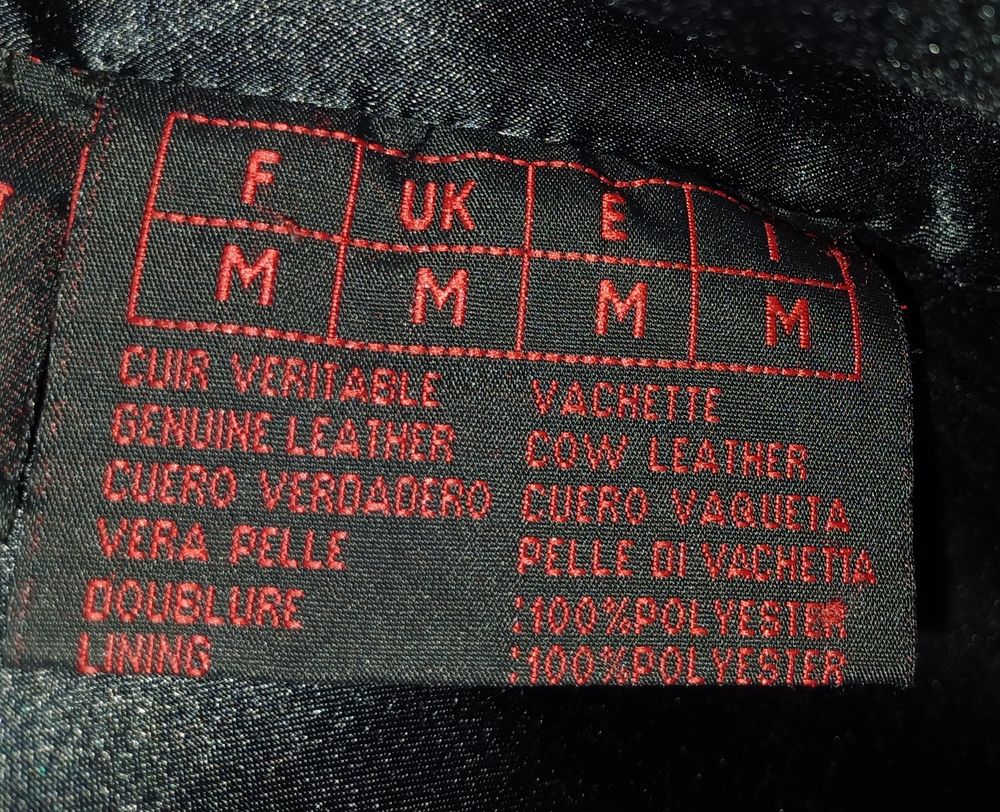 F UK E I
M M M M
CUIR VERITABLE VACHETTE
GENUINE LEATHER COW LEATHER
CUERO VERDADERO CUERO VAQUETA
VERA PELLE PELLE DI VACHETTA
DOUBLURE :100%POLYESTER
LINING :100%POLYESTER